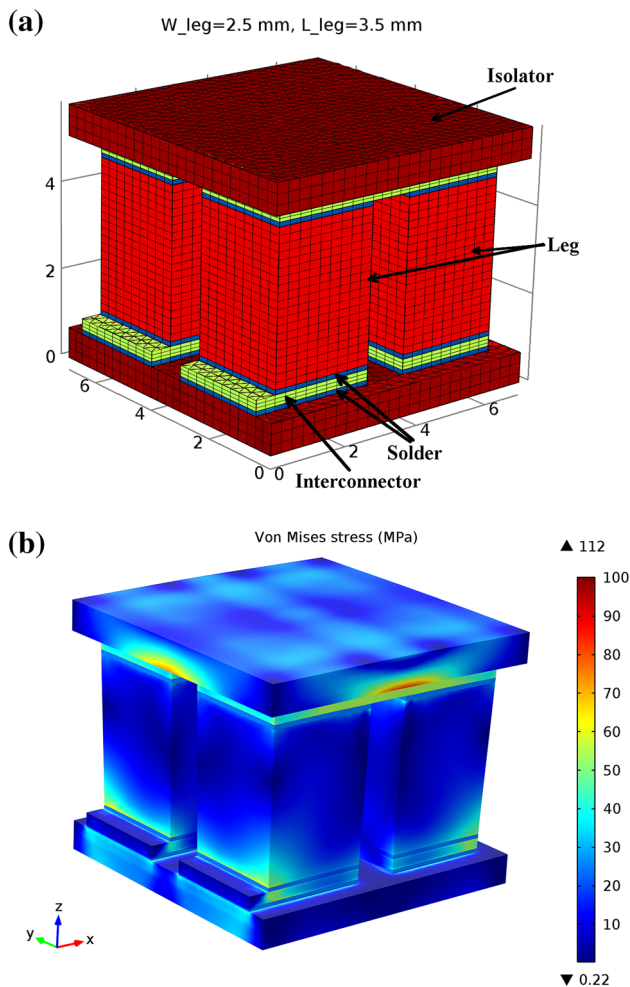 (a)
W_leg=2.5 mm, L_leg=3.5 mm
Isolator
4
2
0
Leg
6
4
2
0
0
2
4
6
Solder
Interconnector
(b)
Von Mises stress (MPa)
▲ 112
100
90
80
70
60
50
40
30
20
10
▼ 0.22
z
y
x